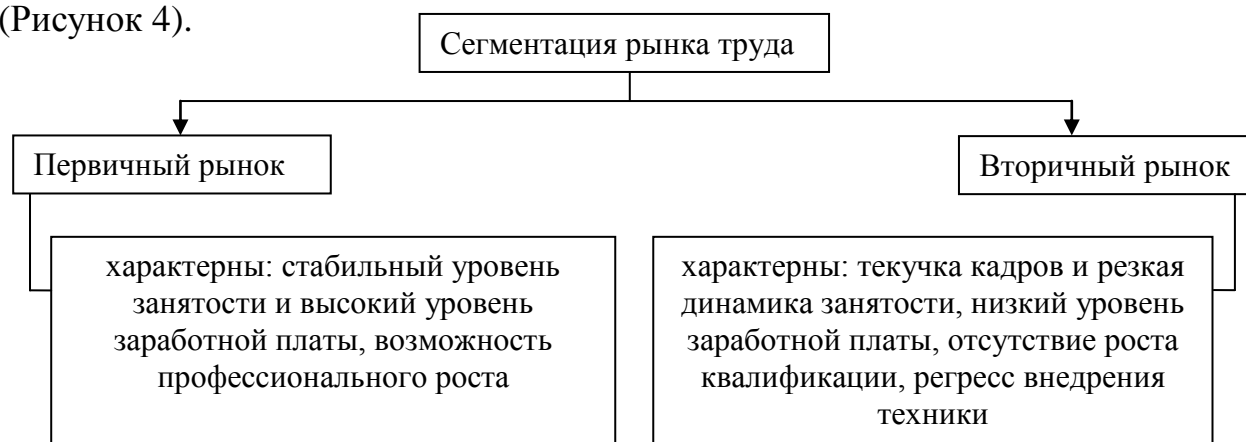 (Рисунок 4).
Сегментация рынка труда
Первичный рынок
Вторичный рынок
характерны: стабильный уровень
занятости и высокий уровень
заработной платы, возможность
профессионального роста
характерны: текучка кадров и резкая
динамика занятости, низкий уровень
заработной платы, отсутствие роста
квалификации, регресс внедрения
техники